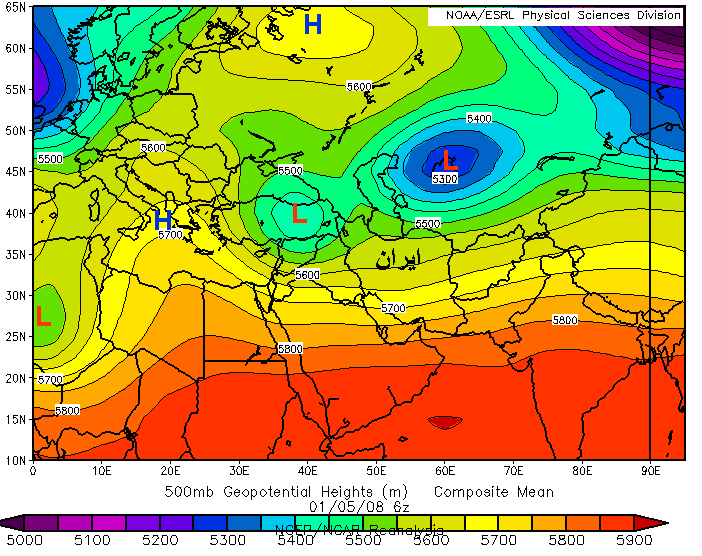 NOAA/ESRL Physical Sciences Division
65N
60N
55N
50N
45N
40N
35N
30N
25N
20N
15N
10N
H
5600
5400
5500
5600
L
5300
5500
H
5700
L
5500
ایران
5600
L
5700
5800
5800
5700
5800
0
10E
20E
30E
40E
50E
60E
70E
80E
90E
500mb Geopotential Heights (m) Composite Mean
01/05/08 6z
NCEP/NCAR Reanalysis
5000 5100 5200 5300 5400 5500 5600 5700 5800 5900